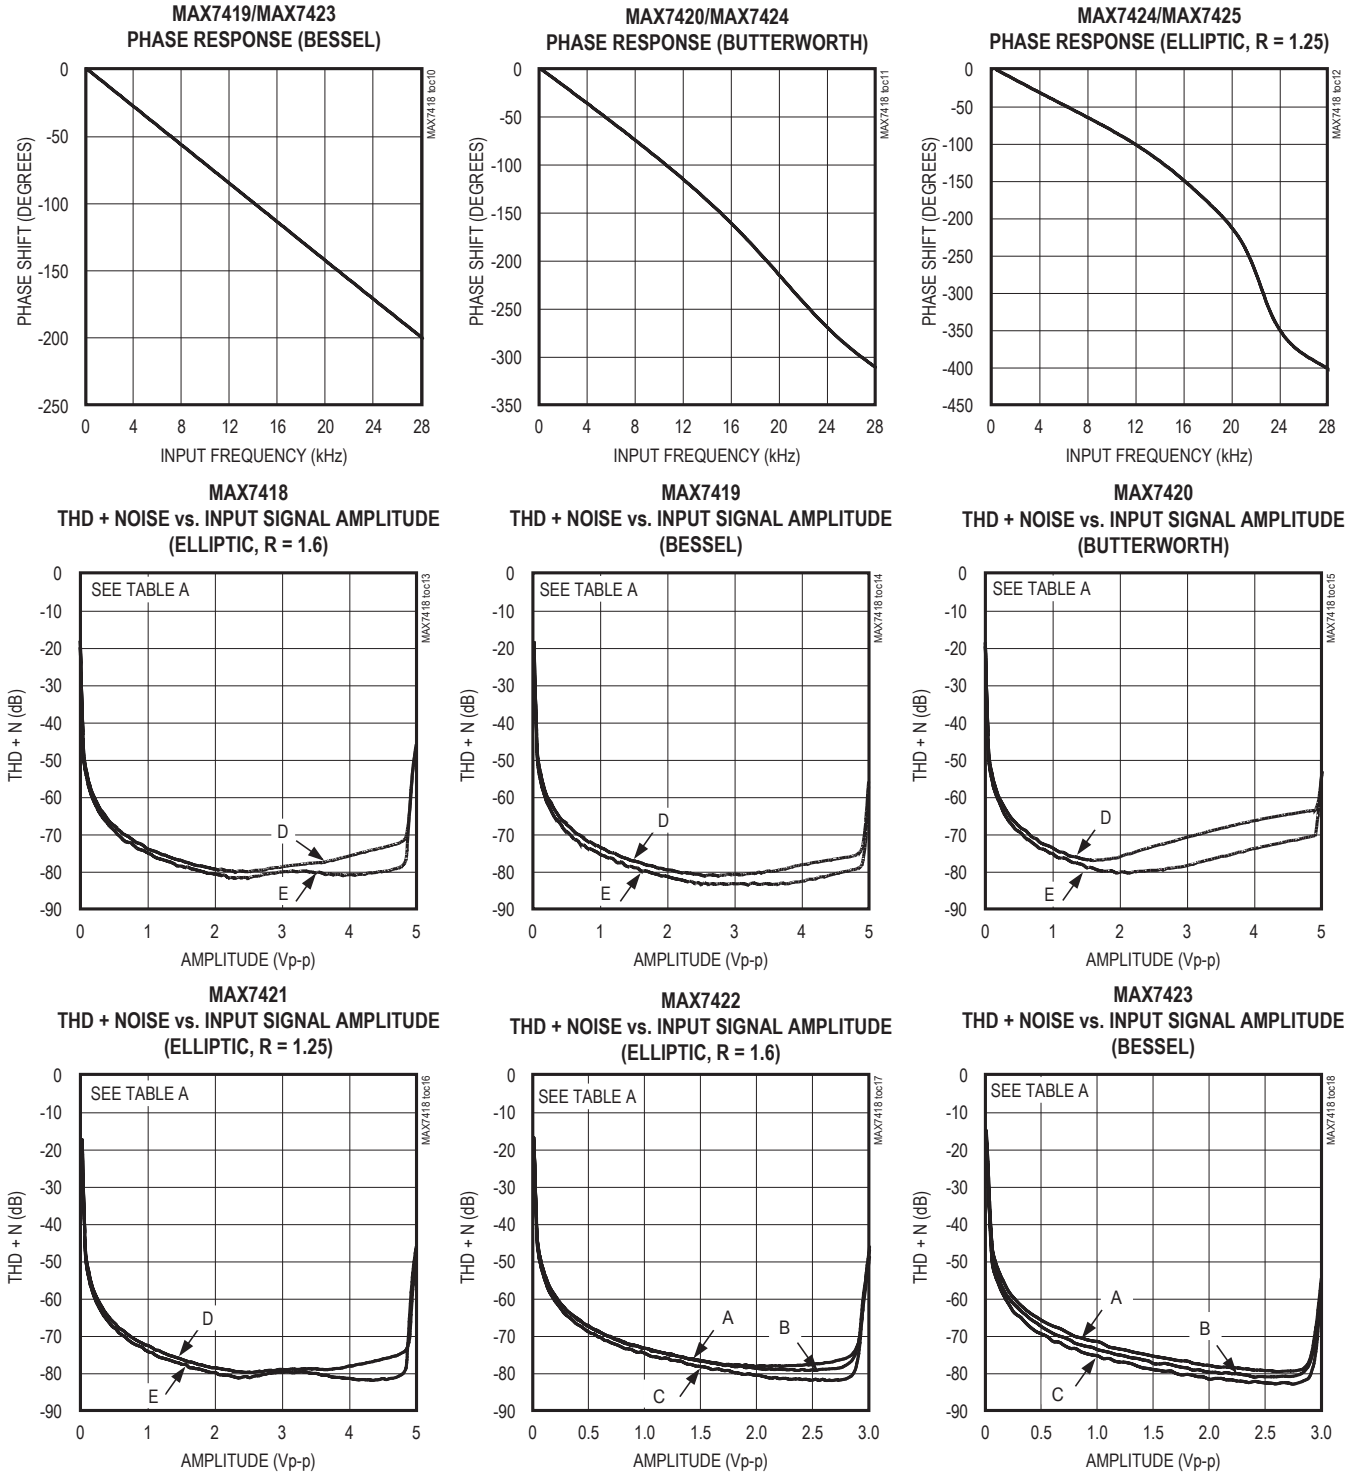 MAX7419/MAX7423
PHASE RESPONSE (BESSEL)
0
-50
-100
-150
-200
-250
PHASE SHIFT (DEGREES)
MAX7418 toc10
0 4 8 12 16 20 24 28
INPUT FREQUENCY (kHz)
MAX7420/MAX7424
PHASE RESPONSE (BUTTERWORTH)
0
-50
-100
-150
-200
-250
-300
-350
PHASE SHIFT (DEGREES)
MAX7418 toc11
0 4 8 12 16 20 24 28
INPUT FREQUENCY (kHz)
MAX7424/MAX7425
PHASE RESPONSE (ELLIPTIC, R = 1.25)
0
-50
-100
-150
-200
-250
-300
-350
-400
-450
PHASE SHIFT (DEGREES)
MAX7418 toc12
0 4 8 12 16 20 24 28
INPUT FREQUENCY (kHz)
MAX7418
THD + NOISE vs. INPUT SIGNAL AMPLITUDE
(ELLIPTIC, R = 1.6)
SEE TABLE A
0
-10
-20
-30
-40
-50
-60
-70
-80
-90
THD + N (dB)
MAX7418 toc13
D
E
0 1 2 3 4 5
AMPLITUDE (Vp-p)
MAX7419
THD + NOISE vs. INPUT SIGNAL AMPLITUDE
(BESSEL)
SEE TABLE A
0
-10
-20
-30
-40
-50
-60
-70
-80
-90
THD + N (dB)
MAX7418 toc14
D
E
0 1 2 3 4 5
AMPLITUDE (Vp-p)
MAX7420
THD + NOISE vs. INPUT SIGNAL AMPLITUDE
(BUTTERWORTH)
SEE TABLE A
0
-10
-20
-30
-40
-50
-60
-70
-80
-90
THD + N (dB)
MAX7418 toc15
D
E
0 1 2 3 4 5
AMPLITUDE (Vp-p)
MAX7421
THD + NOISE vs. INPUT SIGNAL AMPLITUDE
(ELLIPTIC, R = 1.25)
SEE TABLE A
0
-10
-20
-30
-40
-50
-60
-70
-80
-90
THD + N (dB)
MAX7418 toc16
D
E
0 1 2 3 4 5
AMPLITUDE (Vp-p)
MAX7422
THD + NOISE vs. INPUT SIGNAL AMPLITUDE
(ELLIPTIC, R = 1.6)
SEE TABLE A
0
-10
-20
-30
-40
-50
-60
-70
-80
-90
THD + N (dB)
MAX7418 toc17
A
B
C
0 0.5 1.0 1.5 2.0 2.5 3.0
AMPLITUDE (Vp-p)
MAX7423
THD + NOISE vs. INPUT SIGNAL AMPLITUDE
(BESSEL)
SEE TABLE A
0
-10
-20
-30
-40
-50
-60
-70
-80
-90
THD + N (dB)
MAX7418 toc18
A
B
C
0 0.5 1.0 1.5 2.0 2.5 3.0
AMPLITUDE (Vp-p)